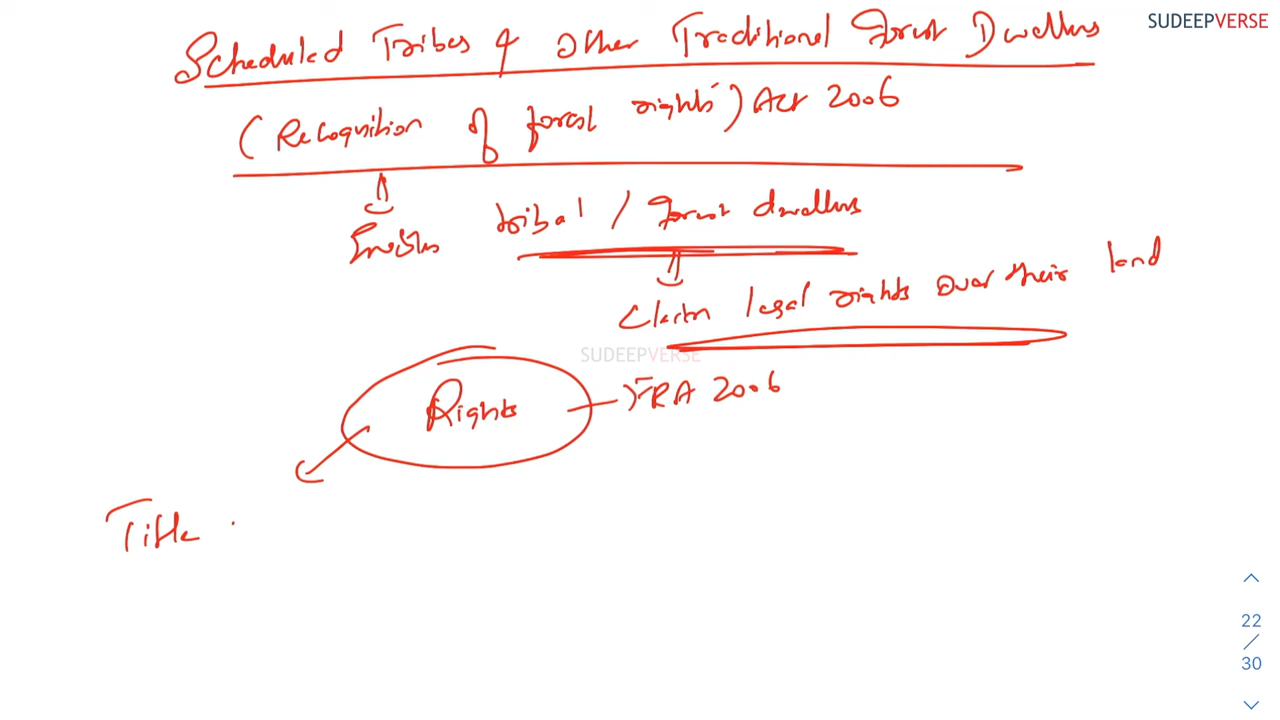 SUDEEPVERSE
Scheduled Tribes & Other Traditional Forest Dwellers
(Recognition of forest rights) Act 2006
Enables tribal / forest dwellers
Claim legal rights over their land
SUDEEPVERSE
Rights FRA 2006
Title
22
/
30